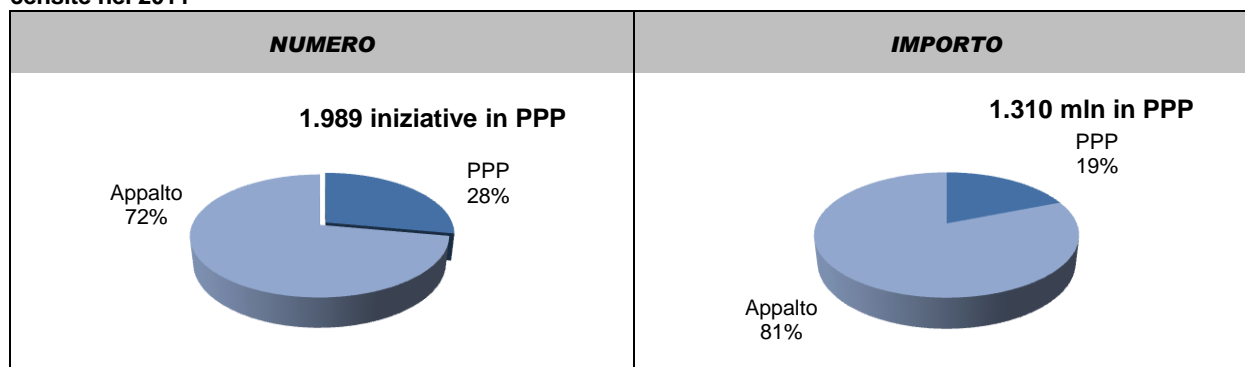 NUMERO
IMPORTO
1.989 iniziative in PPP
PPP
28%
Appalto
72%
1.310 mln in PPP
PPP
19%
Appalto
81%